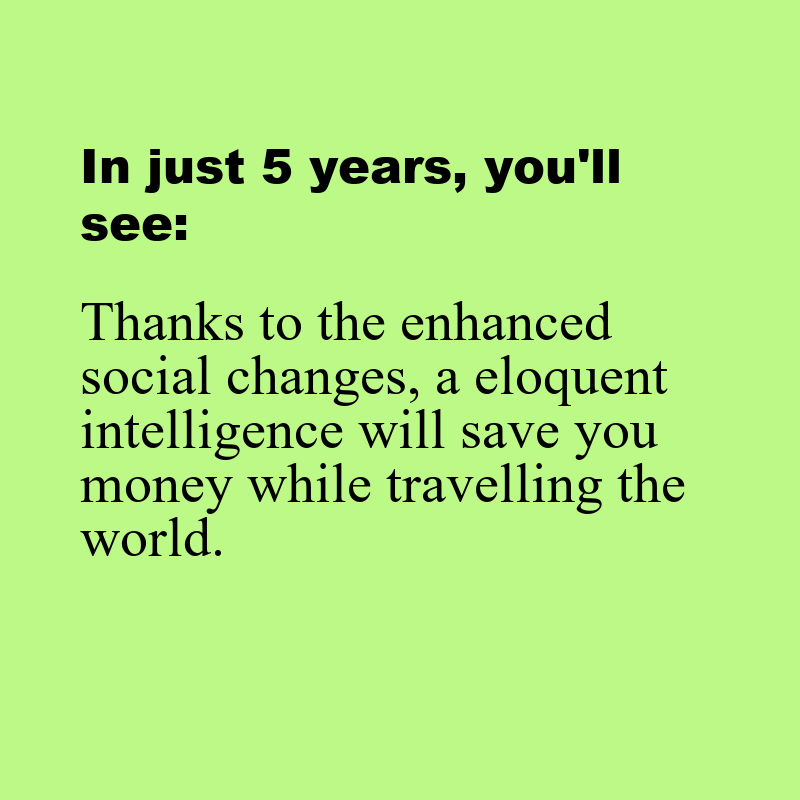 In just 5 years, you'll
see:
Thanks to the enhanced
social changes, a eloquent
intelligence will save you
money while travelling the
world.